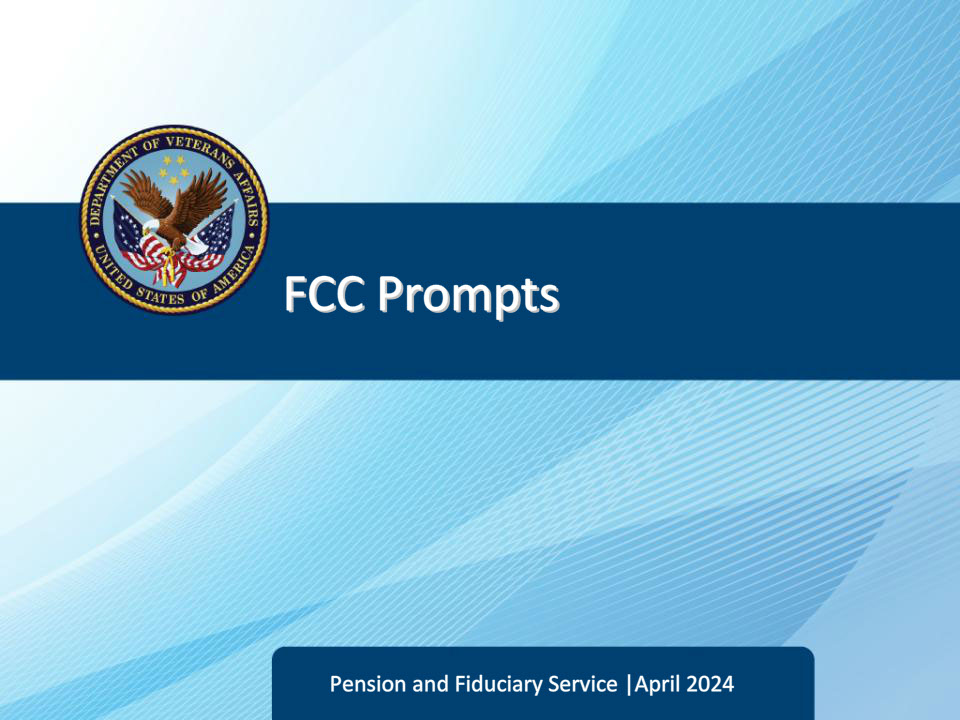 DEPARTMENT OF VETERANS AFFAIRS
UNITED STATES OF AMERICA
FCC Prompts
Pension and Fiduciary Service |April 2024